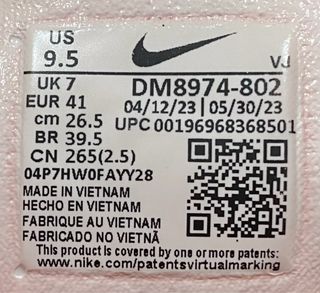 US
9.5
VJ
UK 7
EUR 41
cm 26.5
BR 39.5
CN 265(2.5)
DM8974-802
04/12/23 | 05/30/23
UPC 00196968368501
04P7HW0FAYY28
MADE IN VIETNAM
HECHO EN VIETNAM
FABRIQUE AU VIETNAM
FABRICADO NO VIETNÃ
This product is covered by one or more of
www.nike.com/patentsvirtualmarking